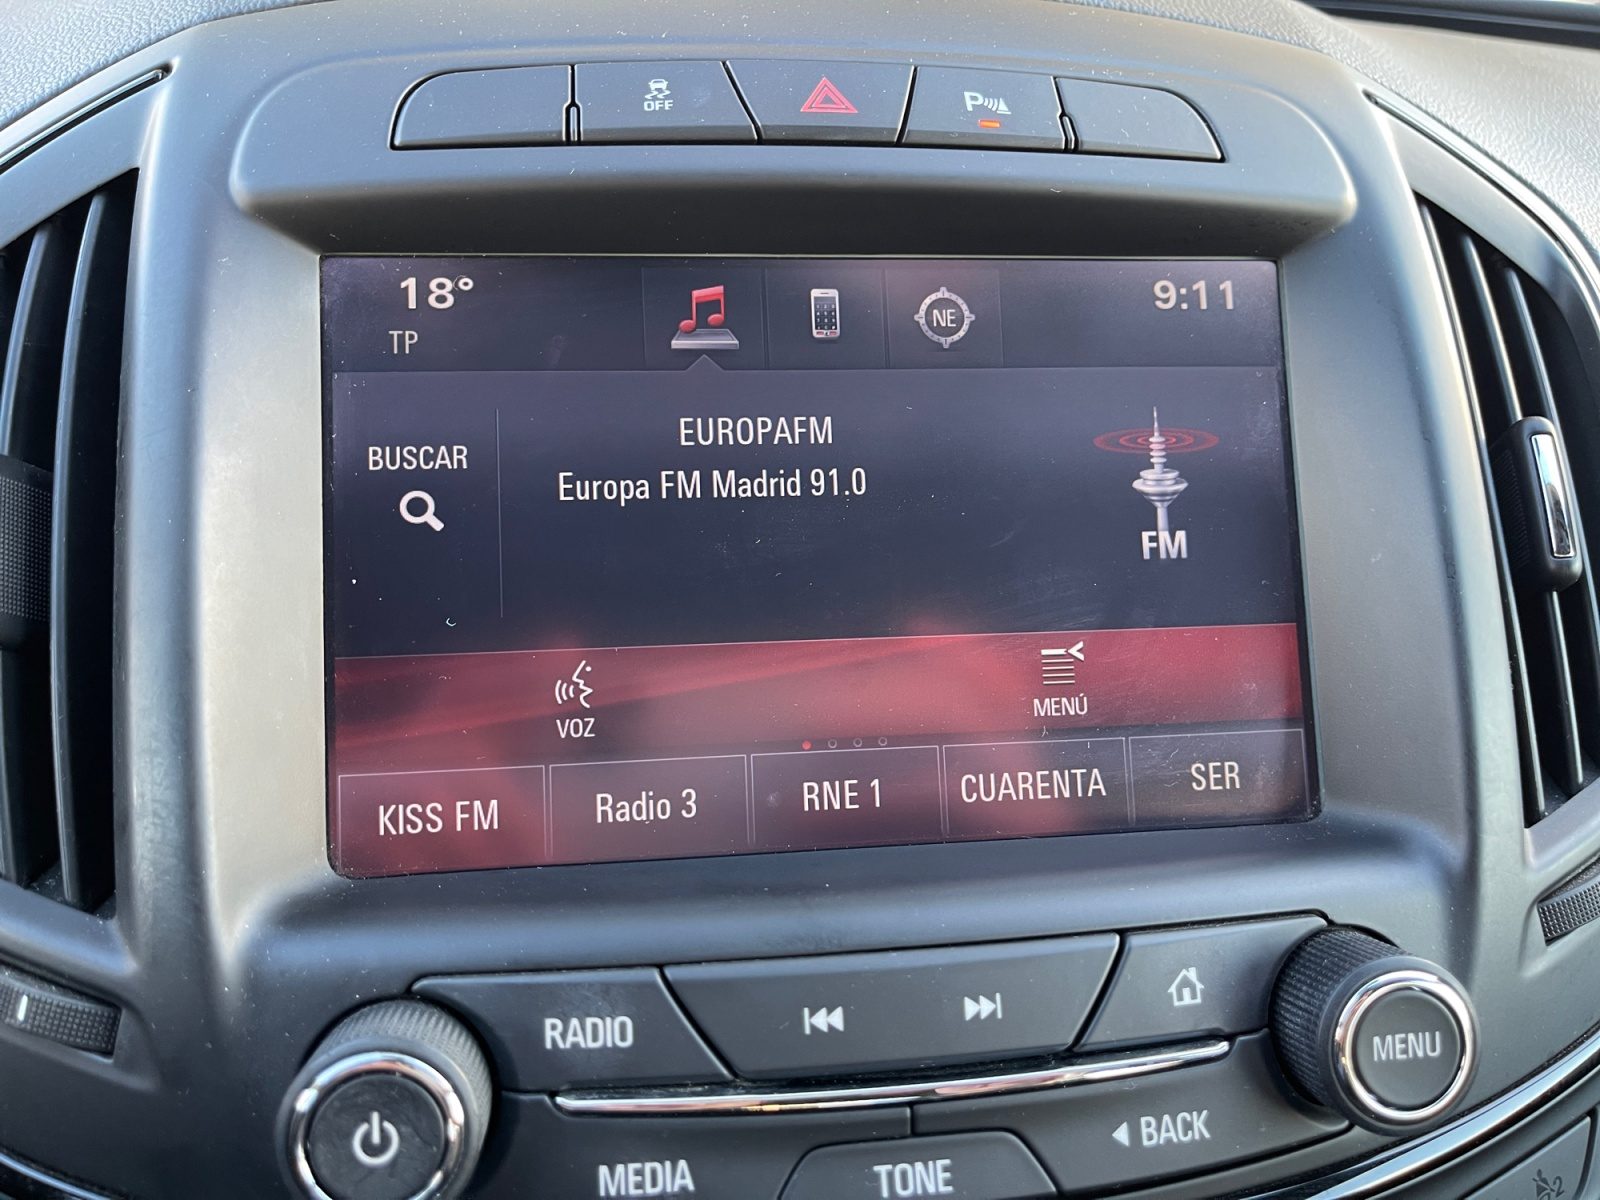 OFF
P
18°
NE
9:11
TP
BUSCAR
EUROPAFM
Europa FM Madrid 91.0
FM
VOZ
MENÚ
KISS FM
Radio 3
RNE 1
CUARENTA
SER
RADIO
MENU
BACK
MEDIA
TONE
2